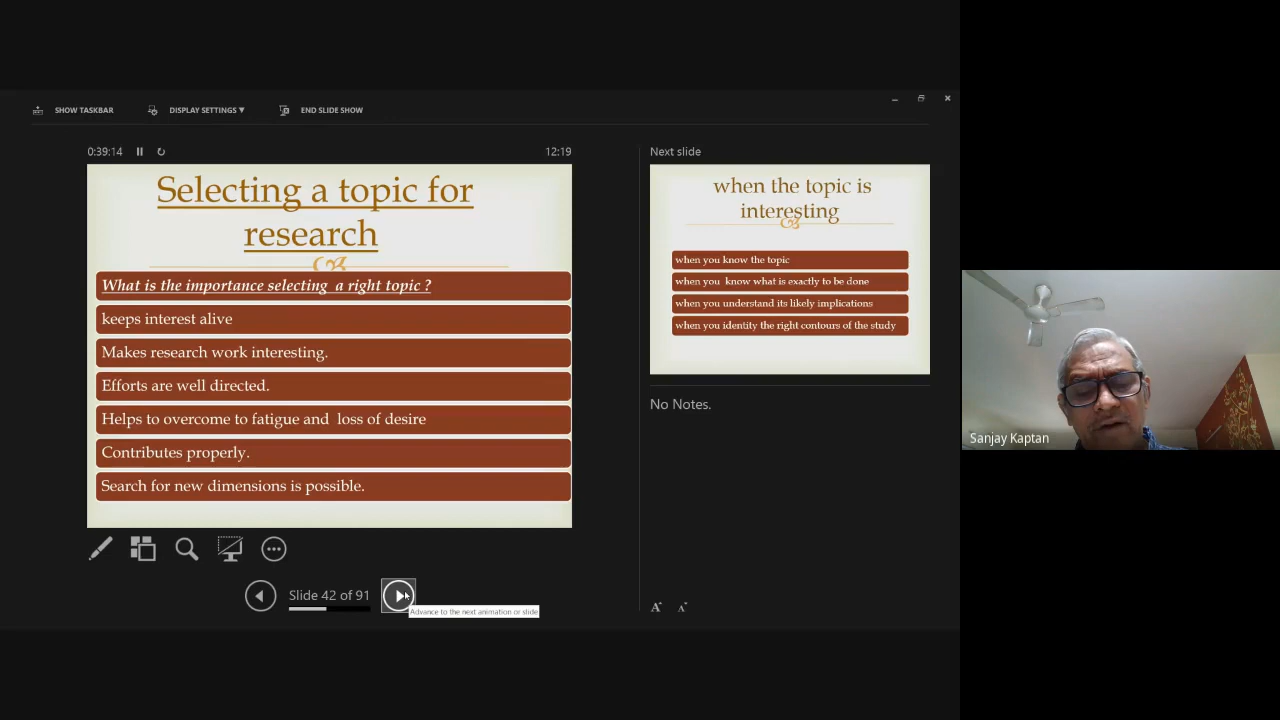 SHOW TASKBAR
DISPLAY SETTINGS ▼
END SLIDE SHOW
0:39:14
12:19
Selecting a topic for
research
What is the importance selecting a right topic ?
keeps interest alive
Makes research work interesting.
Efforts are well directed.
Helps to overcome to fatigue and loss of desire
Contributes properly.
Search for new dimensions is possible.
Slide 42 of 91
Advance to the next animation or slide
Next slide
when the topic is
interesting
when you know the topic
when you know what is exactly to be done
when you understand its likely implications
when you identity the right contours of the study
No Notes.
A A
Sanjay Kaptan